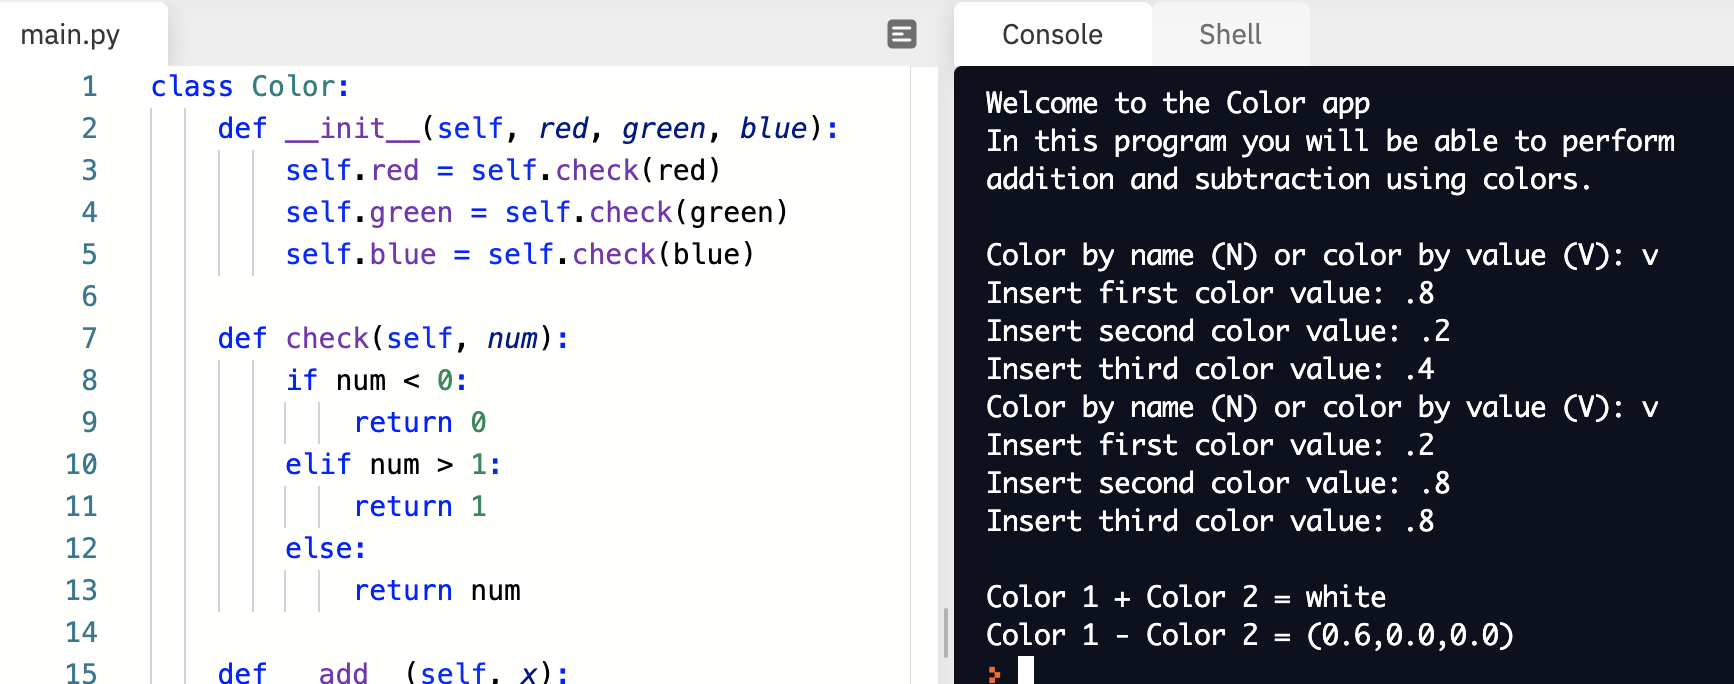 main.py
1 class Color:
2 def __init__(self, red, green, blue):
3 self.red = self.check(red)
4 self.green = self.check(green)
5 self.blue = self.check(blue)
6
7 def check(self, num):
8 if num < 0:
9 return 0
10 elif num > 1:
11 return 1
12 else:
13 return num
14
15 def __add__(self, x):
Console Shell
Welcome to the Color app
In this program you will be able to perform
addition and subtraction using colors.
Color by name (N) or color by value (V): v
Insert first color value: .8
Insert second color value: .2
Insert third color value: .4
Color by name (N) or color by value (V): v
Insert first color value: .2
Insert second color value: .8
Insert third color value: .8
Color 1 + Color 2 = white
Color 1 - Color 2 = (0.6,0.0,0.0)